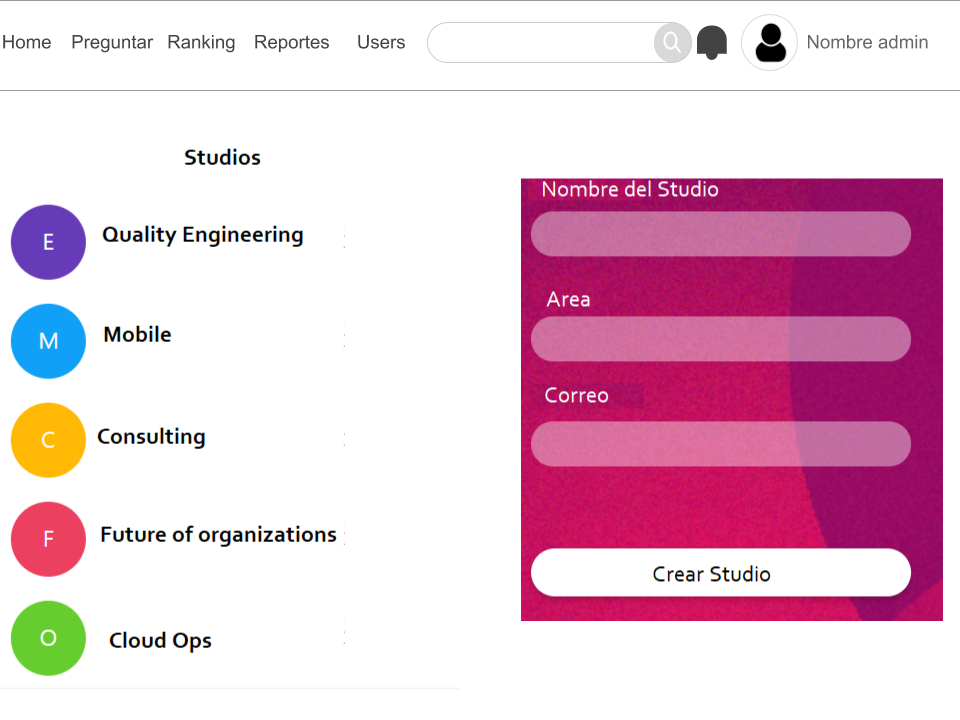 Home Preguntar Ranking Reportes Users Nombre admin
Studios
E Quality Engineering
M Mobile
C Consulting
F Future of organizations
O Cloud Ops
Nombre del Studio
Area
Correo
Crear Studio